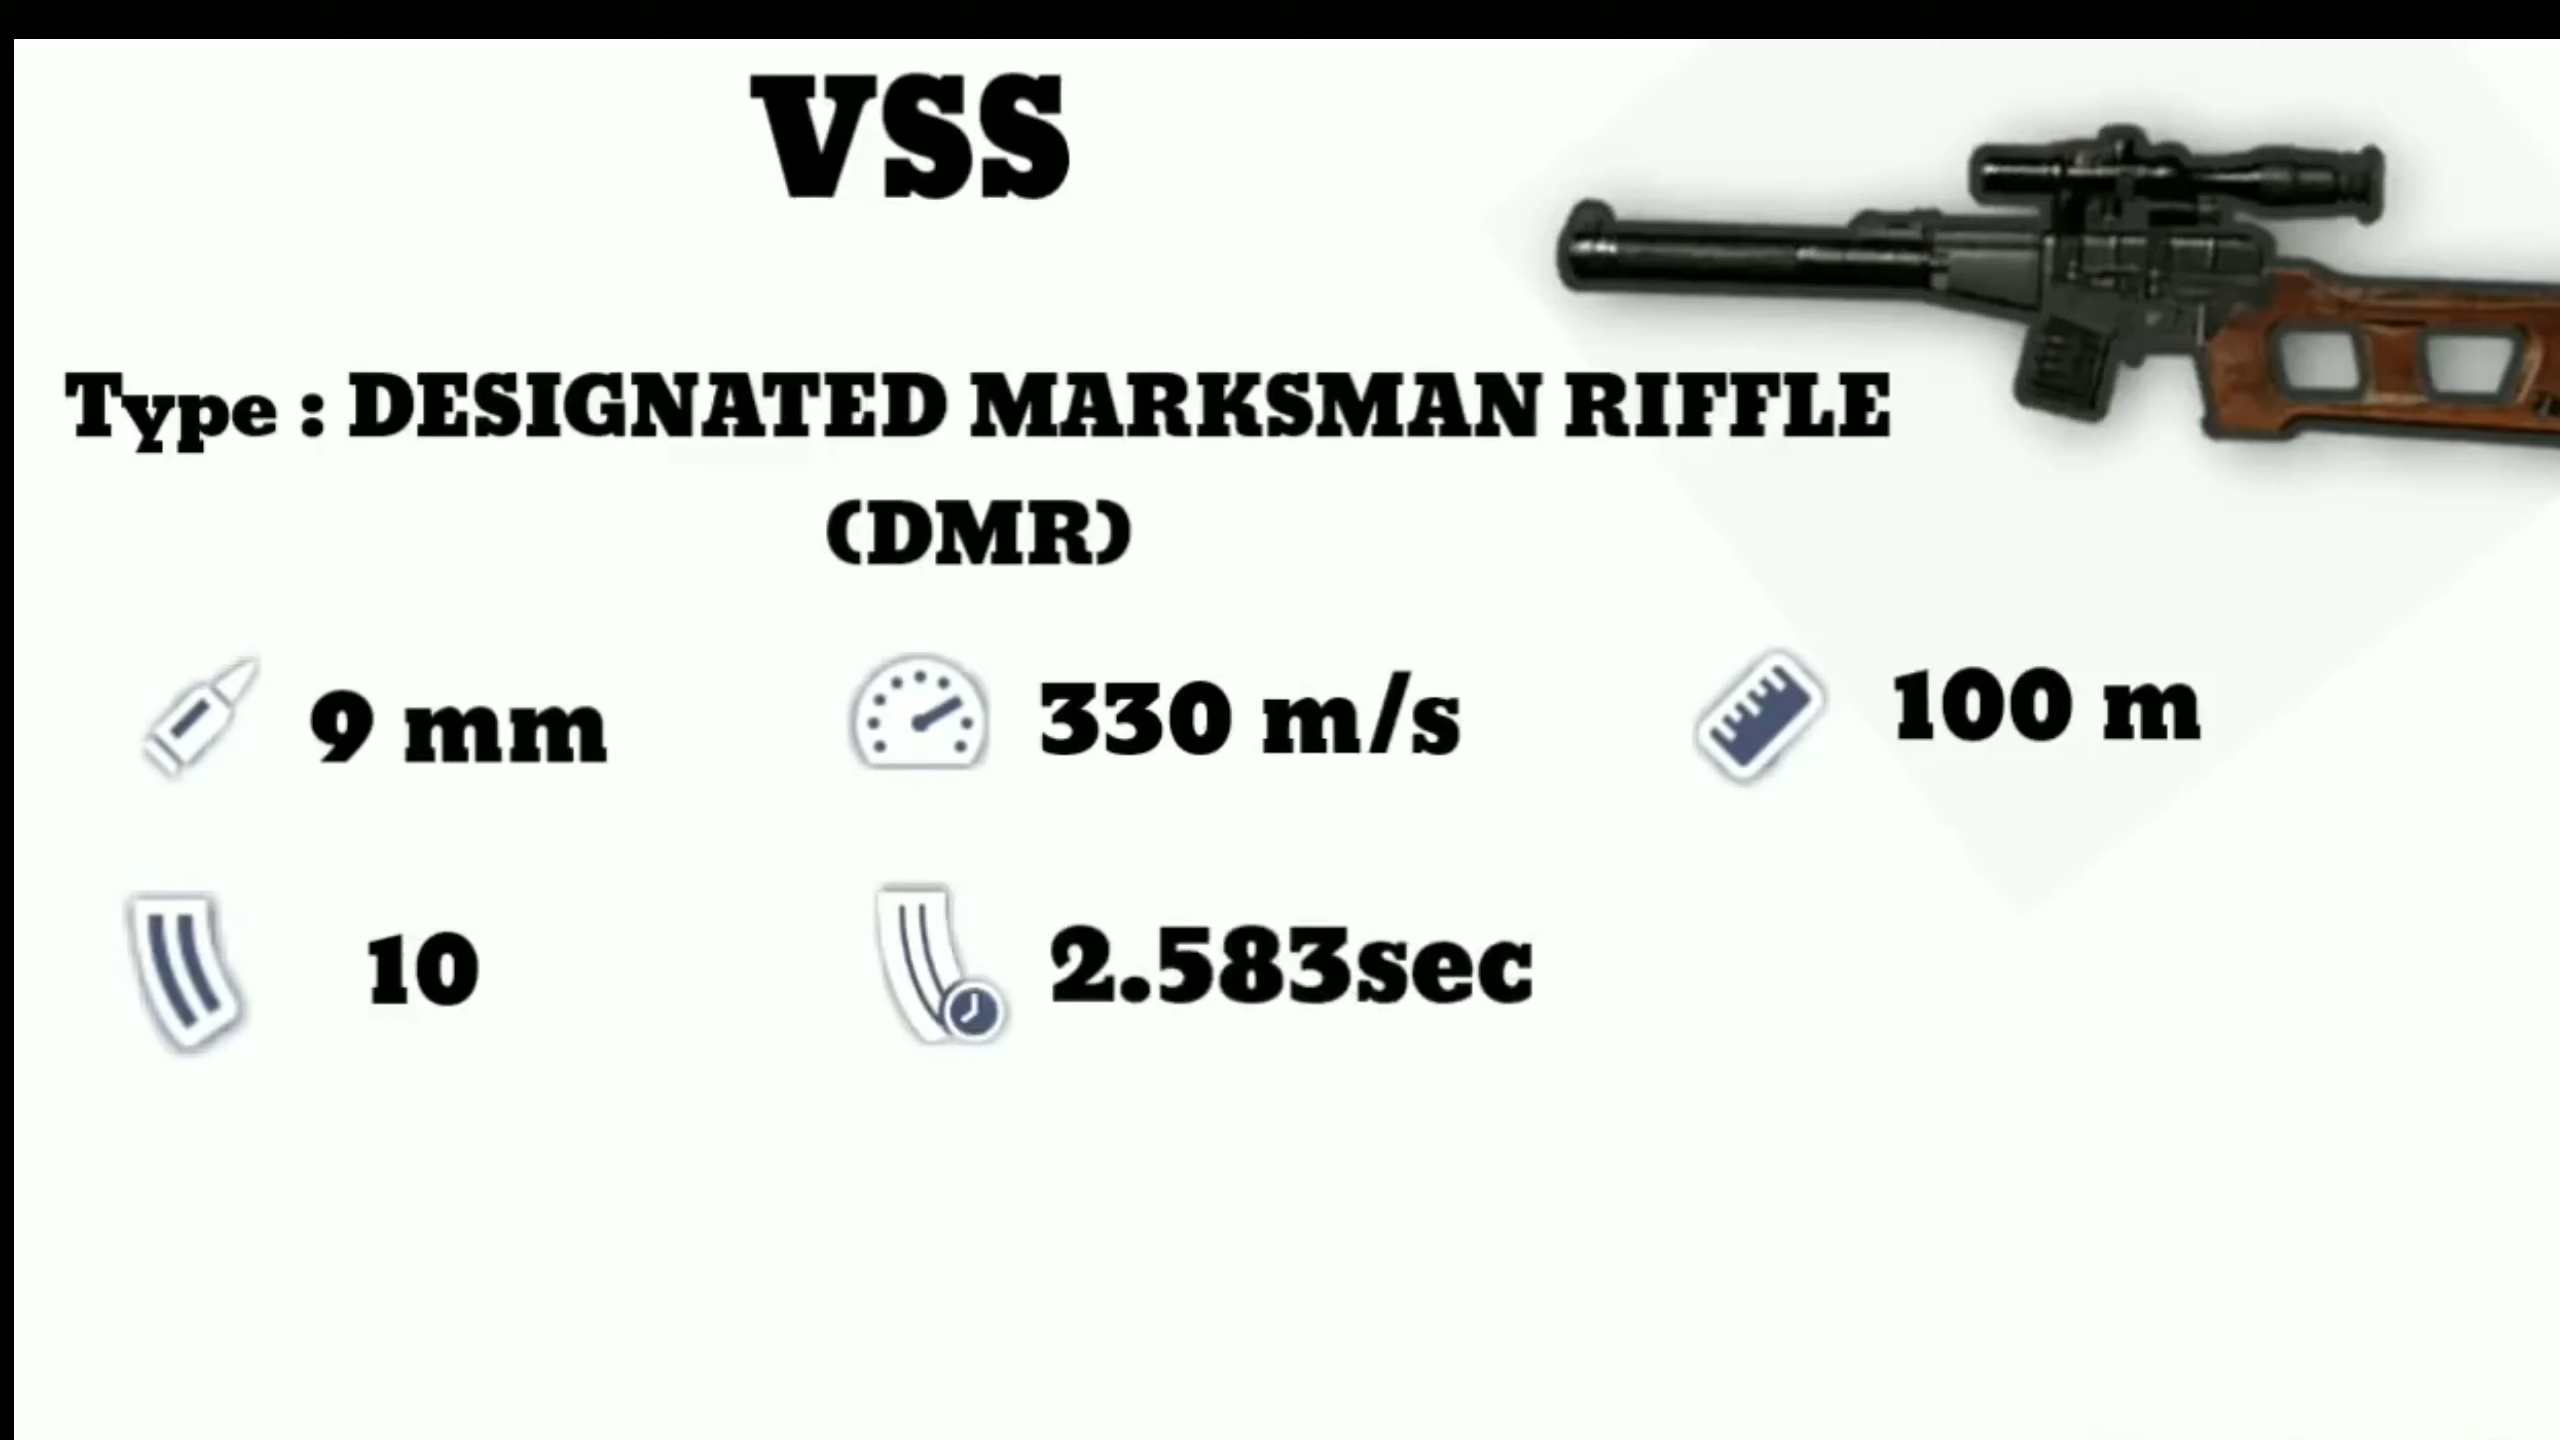 VSS
Type : DESIGNATED MARKSMAN RIFFLE
(DMR)
9 mm
330 m/s
100 m
10
2.583sec